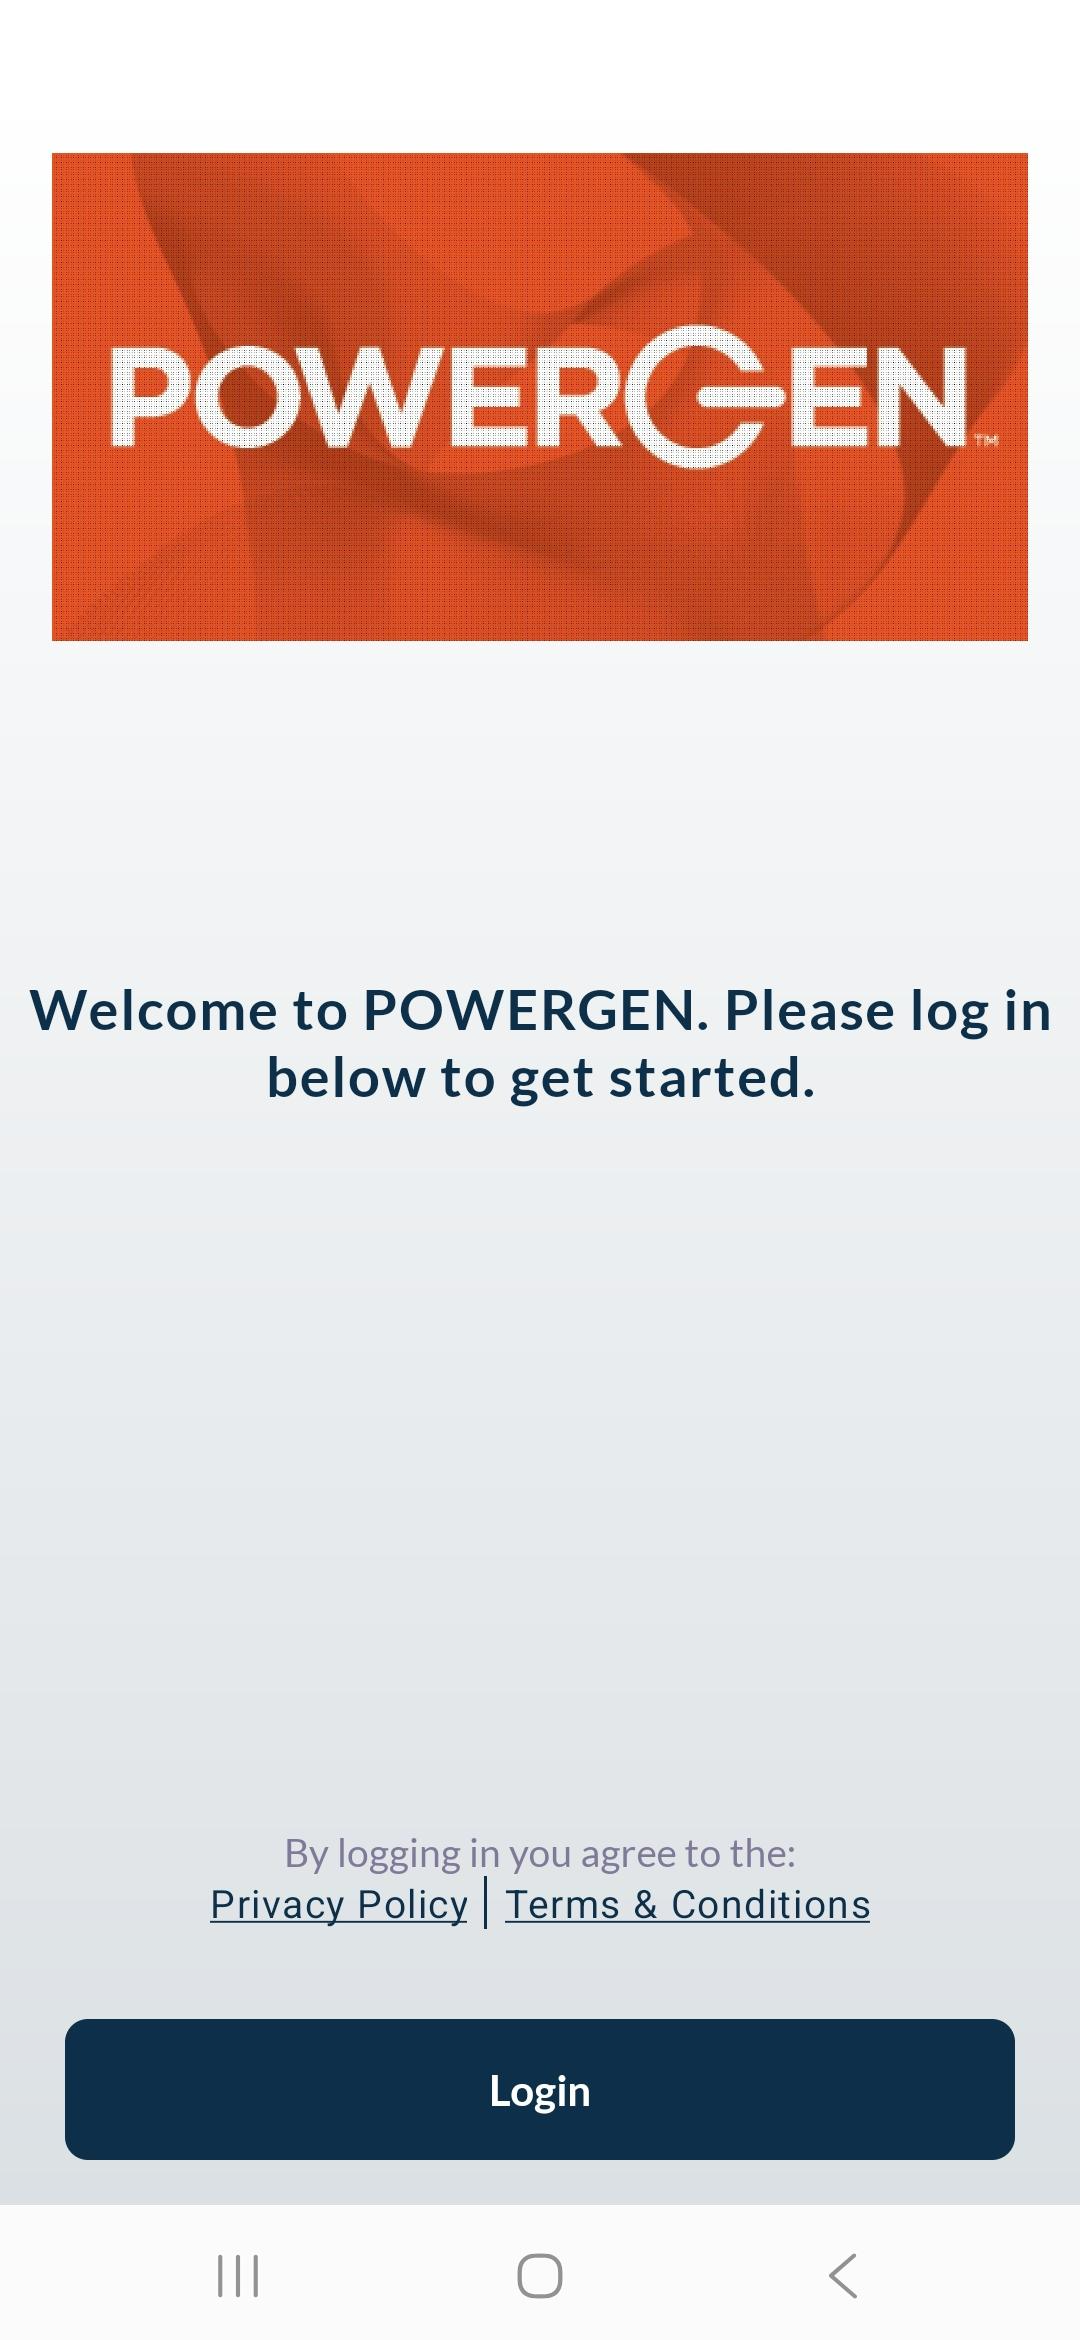 POWERGEN™
Welcome to POWERGEN. Please log in
below to get started.
By logging in you agree to the:
Privacy Policy | Terms & Conditions
Login